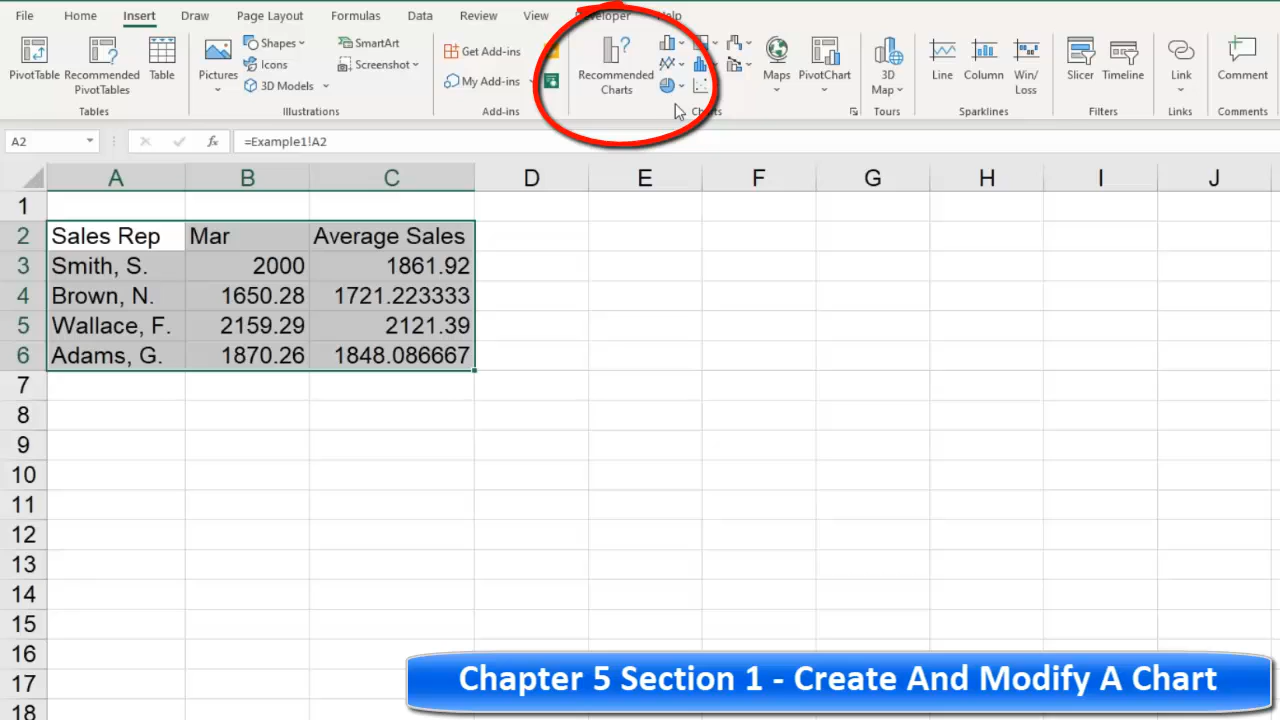 File Home Insert Draw Page Layout Formulas Data Review View Developer Help
PivotTable
Recommended
PivotTables
Table
Tables
Pictures
Shapes
Icons
3D Models
SmartArt
Screenshot
Illustrations
Get Add-ins
My Add-ins
Add-ins
Recommended
Charts
Maps
PivotChart
Charts
3D
Map
Tours
Line
Column
Win/
Loss
Sparklines
Slicer
Timeline
Filters
Link
Links
Comment
Comments
A2 fx =Example1!A2
A B C D E F G H I J
1
2 Sales Rep Mar Average Sales
3 Smith, S. 2000 1861.92
4 Brown, N. 1650.28 1721.223333
5 Wallace, F. 2159.29 2121.39
6 Adams, G. 1870.26 1848.086667
7
8
9
10
11
12
13
14
15
16
17
18
Chapter 5 Section 1 - Create And Modify A Chart